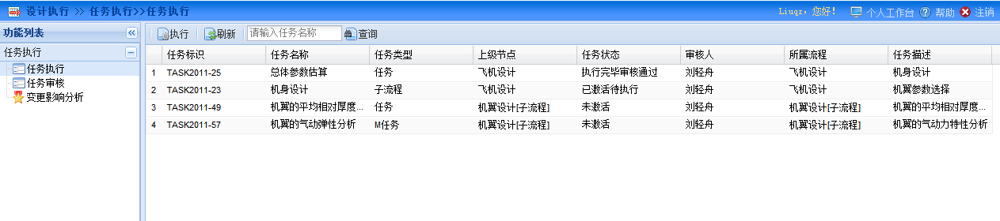 设计执行 >> 任务执行>>任务执行 Liuqz，您好! 个人工作台 帮助 注销
功能列表
任务执行
任务执行
任务审核
变更影响分析
执行 刷新 请输入任务名称 查询
任务标识 任务名称 任务类型 上级节点 任务状态 审核人 所属流程 任务描述
1 TASK2011-25 总体参数估算 任务 飞机设计 执行完毕审核通过 刘轻舟 飞机设计 机身设计
2 TASK2011-23 机身设计 子流程 飞机设计 已激活待执行 刘轻舟 飞机设计 机翼参数选择
3 TASK2011-49 机翼的平均相对厚度... 任务 机翼设计[子流程] 未激活 刘轻舟 机翼设计[子流程] 机翼的平均相对厚度...
4 TASK2011-57 机翼的气动弹性分析 M任务 机翼设计[子流程] 未激活 刘轻舟 机翼设计[子流程] 机翼的气动力特性分析